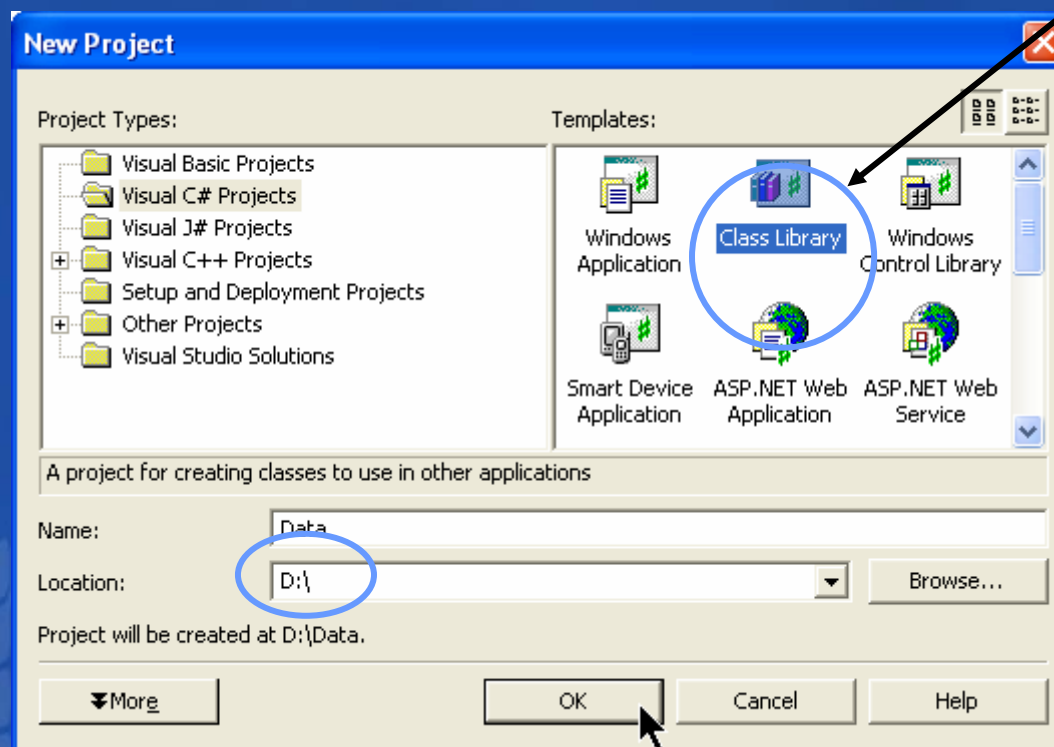 New Project
Project Types:
Templates:
Visual Basic Projects
Visual C# Projects
Visual J# Projects
Visual C++ Projects
Setup and Deployment Projects
Other Projects
Visual Studio Solutions
Windows
Application
Class Library
Windows
Control Library
Smart Device
Application
ASP.NET Web
Application
ASP.NET Web
Service
A project for creating classes to use in other applications
Name:
Data
Location:
D:\
Browse...
Project will be created at D:\Data.
More
OK
Cancel
Help